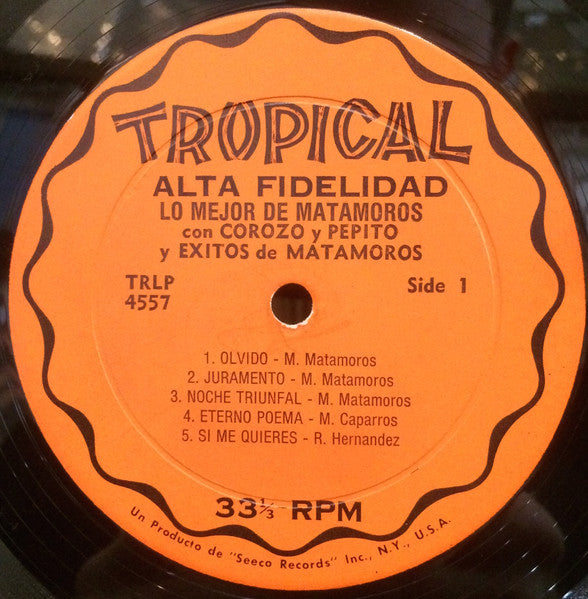 TROPICAL
ALTA FIDELIDAD
LO MEJOR DE MATAMOROS
con COROZO y PEPITO
y EXITOS de MATAMOROS
TRLP
4557
Side 1
1. OLVIDO - M. Matamoros
2. JURAMENTO - M. Matamoros
3. NOCHE TRIUNFAL - M. Matamoros
4. ETERNO POEMA - M. Caparros
5. SI ME QUIERES - R. Hernandez
33⅓ RPM
Un Producto de "Seeco Records" Inc., N.Y., U.S.A.